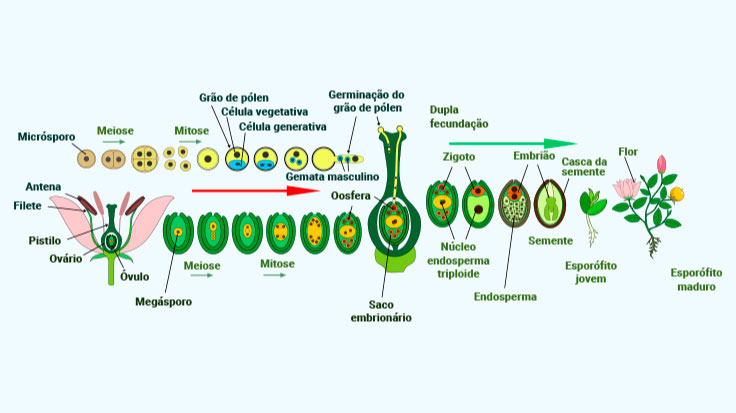 Germinação do
grão de pólen
Grão de pólen
Célula vegetativa
Célula generativa
Micrósporo
Meiose
Mitose
Gemata masculino
Dupla
fecundação
Zigoto
Embrião
Casca da
semente
Flor
Antena
Filete
Pistilo
Ovário
Óvulo
Oosfera
Megásporo
Meiose
Mitose
Saco
embrionário
Núcleo
endosperma
triploide
Endosperma
Semente
Esporófito
jovem
Esporófito
maduro